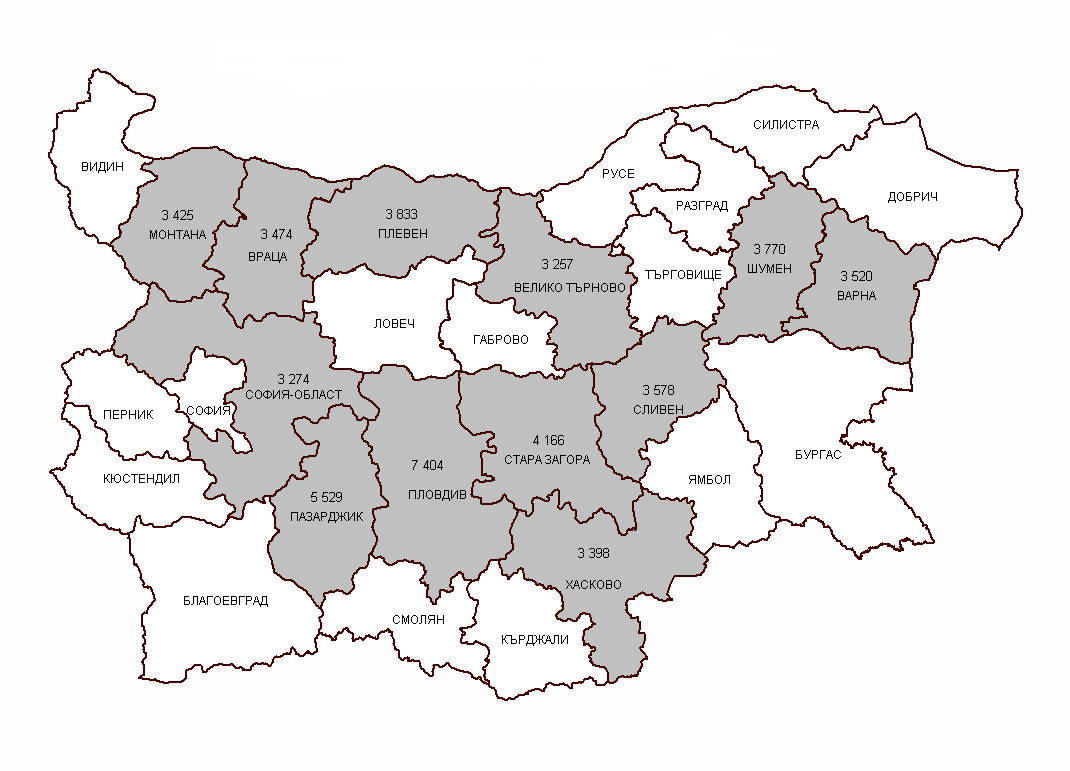 СИЛИСТРА
ВИДИН
РУСЕ
ДОБРИЧ
РАЗГРАД
3 425
МОНТАНА
3 474
ВРАЦА
3 833
ПЛЕВЕН
3 257
ВЕЛИКО ТЪРНОВО
ТЪРГОВИЩЕ
3 770
ШУМЕН
3 520
ВАРНА
ЛОВЕЧ
ГАБРОВО
3 274
СОФИЯ-ОБЛАСТ
3 578
СЛИВЕН
ПЕРНИК
СОФИЯ
4 166
СТАРА ЗАГОРА
БУРГАС
7 404
ПЛОВДИВ
КЮСТЕНДИЛ
ЯМБОЛ
5 529
ПАЗАРДЖИК
3 398
ХАСКОВО
БЛАГОЕВГРАД
СМОЛЯН
КЪРДЖАЛИ